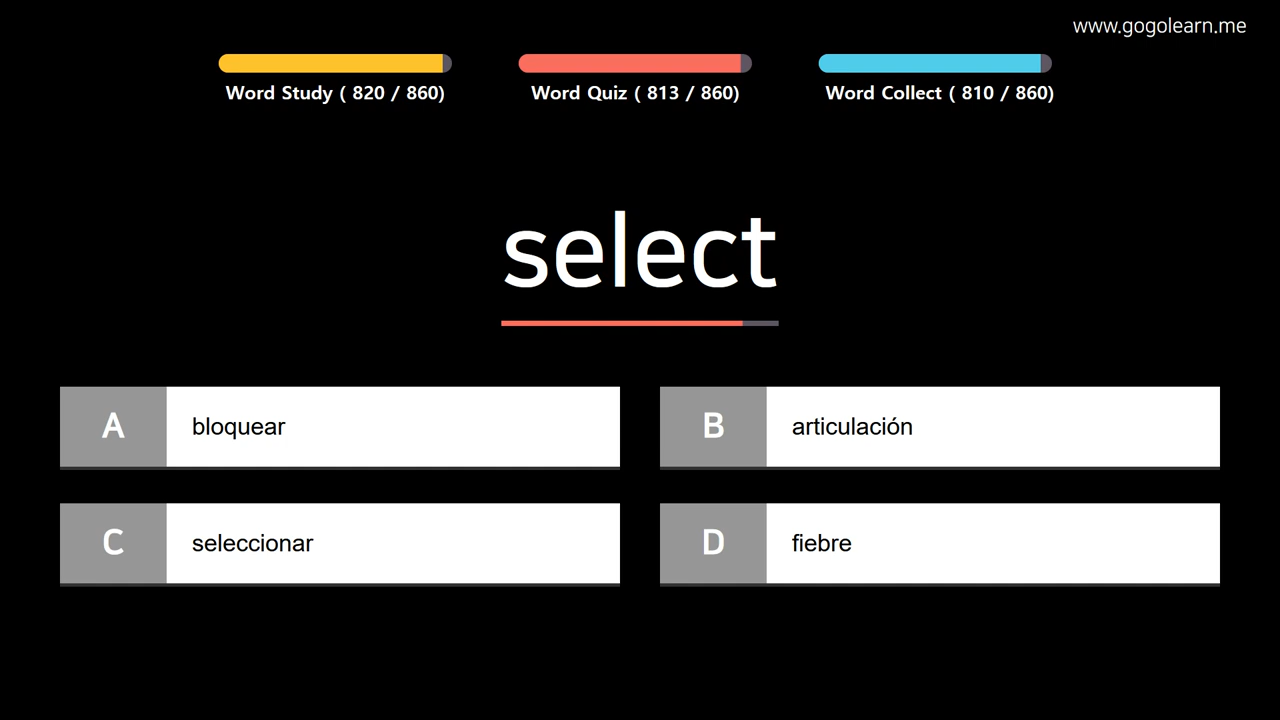 www.gogolearn.me
Word Study ( 820 / 860)
Word Quiz ( 813 / 860)
Word Collect ( 810 / 860)
select
A
bloquear
B
articulación
C
seleccionar
D
fiebre